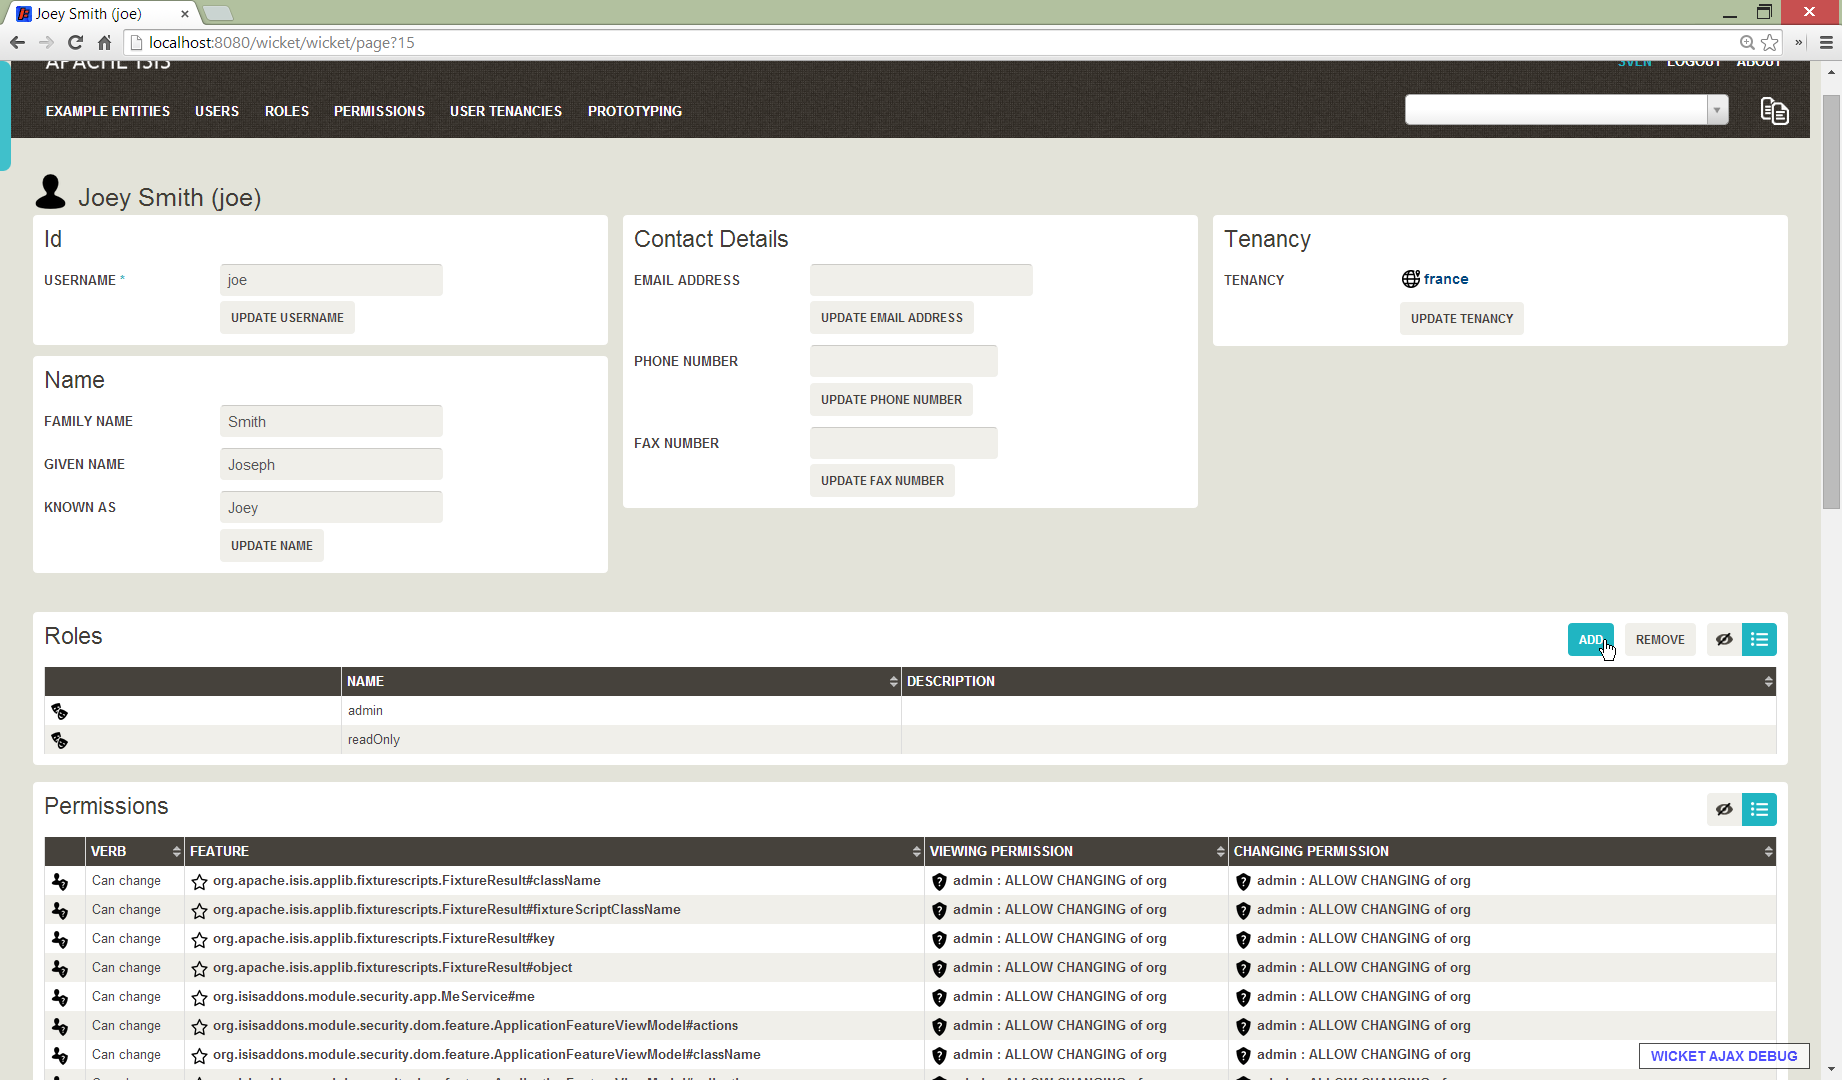 Joey Smith (joe)
localhost:8080/wicket/wicket/page?15
APACHE ISIS
SVEN LOGOUT ABOUT
EXAMPLE ENTITIES USERS ROLES PERMISSIONS USER TENANCIES PROTOTYPING
Joey Smith (joe)
Id
USERNAME *
joe
UPDATE USERNAME
Name
FAMILY NAME
Smith
GIVEN NAME
Joseph
KNOWN AS
Joey
UPDATE NAME
Contact Details
EMAIL ADDRESS
UPDATE EMAIL ADDRESS
PHONE NUMBER
UPDATE PHONE NUMBER
FAX NUMBER
UPDATE FAX NUMBER
Tenancy
TENANCY
france
UPDATE TENANCY
Roles
ADD REMOVE
NAME DESCRIPTION
admin
readOnly
Permissions
VERB FEATURE VIEWING PERMISSION CHANGING PERMISSION
Can change org.apache.isis.applib.fixturescripts.FixtureResult#className admin : ALLOW CHANGING of org admin : ALLOW CHANGING of org
Can change org.apache.isis.applib.fixturescripts.FixtureResult#fixtureScriptClassName admin : ALLOW CHANGING of org admin : ALLOW CHANGING of org
Can change org.apache.isis.applib.fixturescripts.FixtureResult#key admin : ALLOW CHANGING of org admin : ALLOW CHANGING of org
Can change org.apache.isis.applib.fixturescripts.FixtureResult#object admin : ALLOW CHANGING of org admin : ALLOW CHANGING of org
Can change org.isisaddons.module.security.app.MeService#me admin : ALLOW CHANGING of org admin : ALLOW CHANGING of org
Can change org.isisaddons.module.security.dom.feature.ApplicationFeatureViewModel#actions admin : ALLOW CHANGING of org admin : ALLOW CHANGING of org
Can change org.isisaddons.module.security.dom.feature.ApplicationFeatureViewModel#className admin : ALLOW CHANGING of org admin : ALLOW CHANGING of org
WICKET AJAX DEBUG